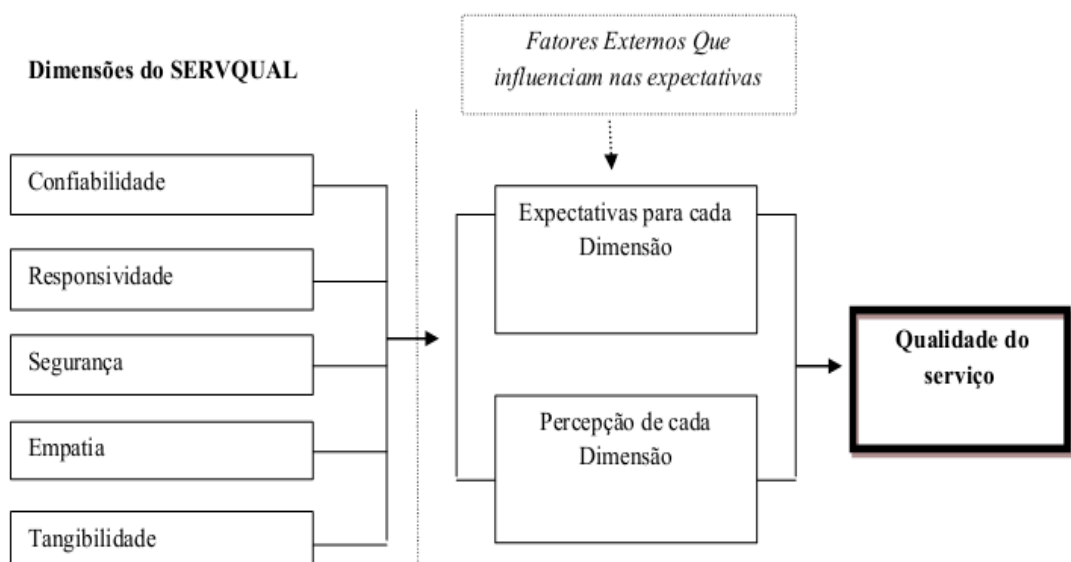 Dimensões do SERVQUAL
Fatores Externos Que
influenciam nas expectativas
Confiabilidade
Responsividade
Segurança
Empatia
Tangibilidade
Expectativas para cada
Dimensão
Percepção de cada
Dimensão
Qualidade do
serviço